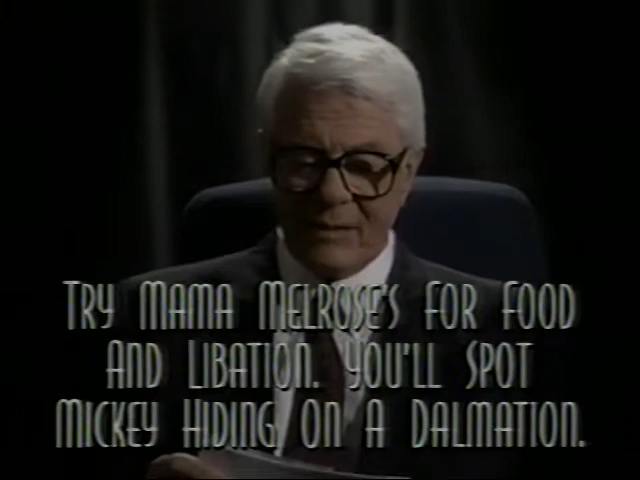 Try Mama Melrose's for Food
and Libation. You'll Spot
Mickey Hiding on a Dalmation.